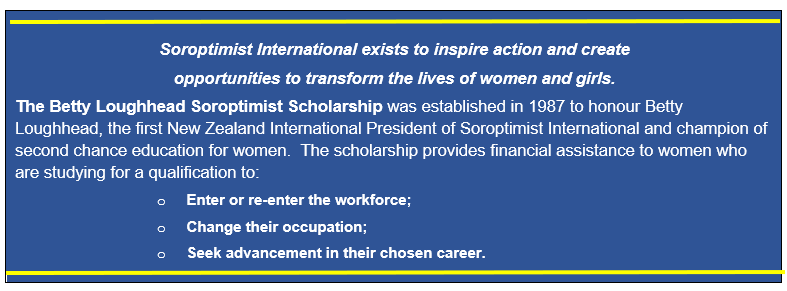 Soroptimist International exists to inspire action and create
opportunities to transform the lives of women and girls.
The Betty Loughhead Soroptimist Scholarship was established in 1987 to honour Betty
Loughhead, the first New Zealand International President of Soroptimist International and champion of
second chance education for women.  The scholarship provides financial assistance to women who
are studying for a qualification to:
o Enter or re-enter the workforce;
o Change their occupation;
o Seek advancement in their chosen career.